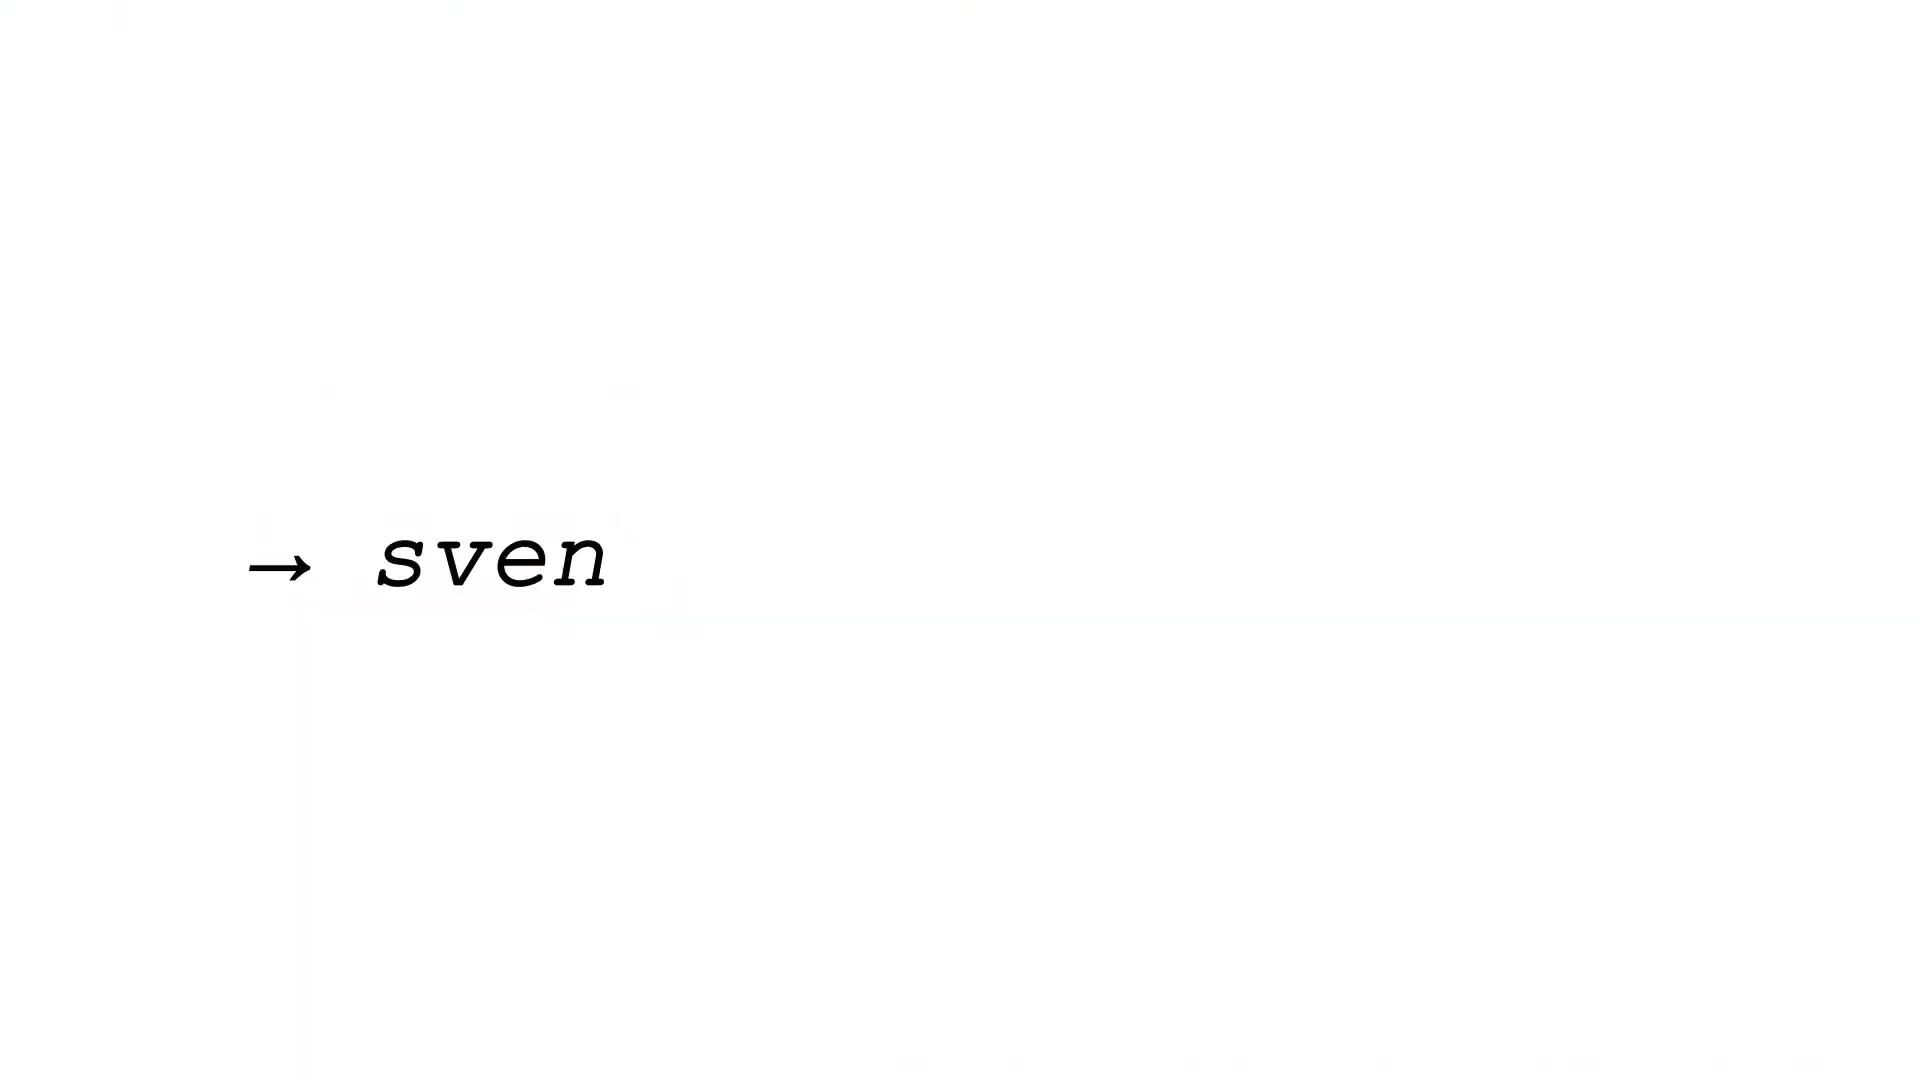 → sven